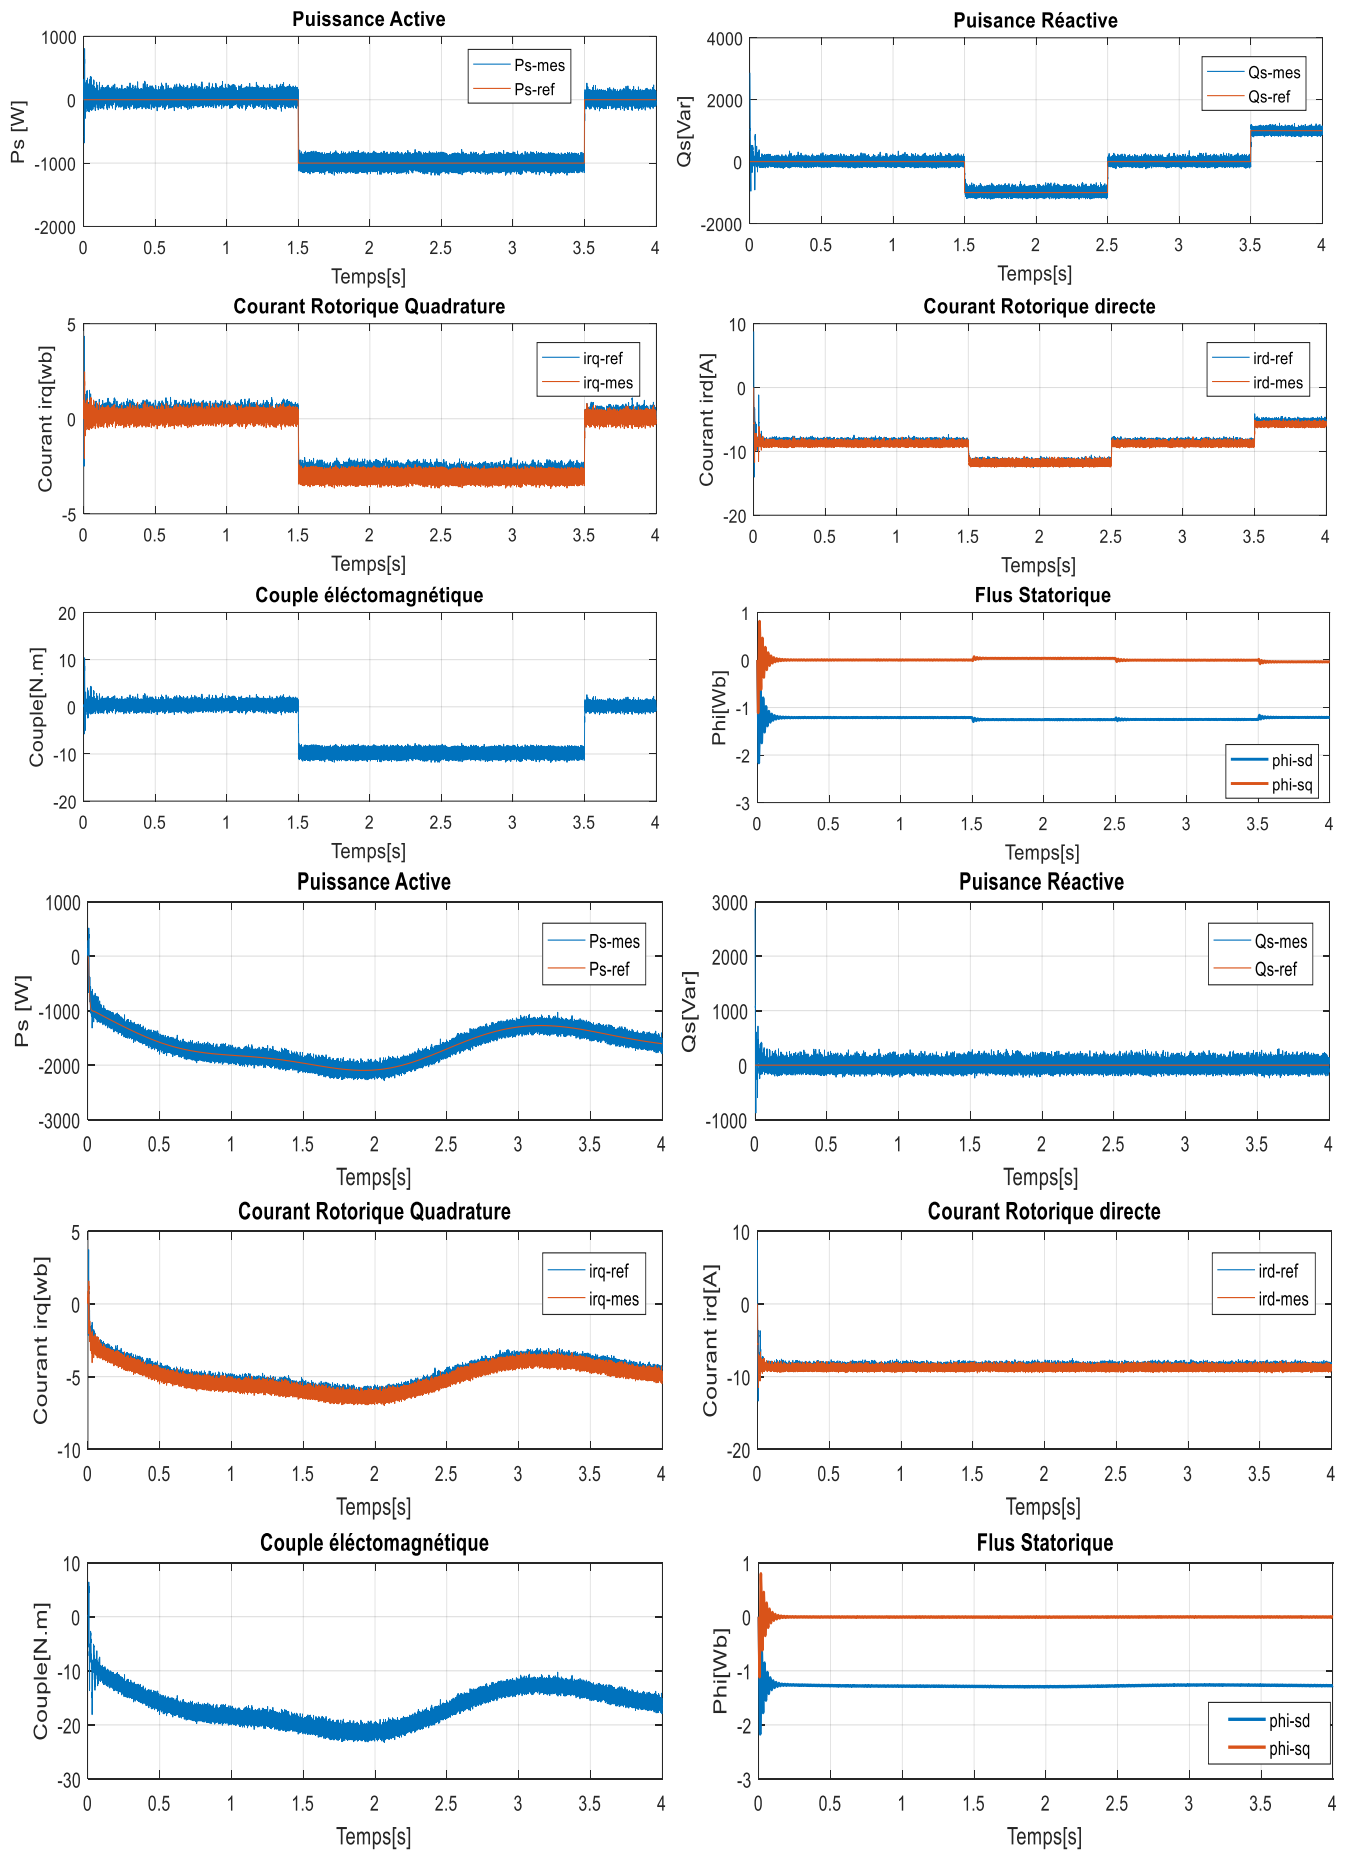 Puissance Active
1000
0
-1000
-2000
Ps [W]
Ps-mes
Ps-ref
0 0.5 1 1.5 2 2.5 3 3.5 4
Temps[s]
Puisance Réactive
4000
2000
0
-2000
Qs[Var]
Qs-mes
Qs-ref
0 0.5 1 1.5 2 2.5 3 3.5 4
Temps[s]
Courant Rotorique Quadrature
5
0
-5
Courant irq[wb]
irq-ref
irq-mes
0 0.5 1 1.5 2 2.5 3 3.5 4
Temps[s]
Courant Rotorique directe
10
0
-10
-20
Courant ird[A]
ird-ref
ird-mes
0 0.5 1 1.5 2 2.5 3 3.5 4
Temps[s]
Couple éléctomagnétique
20
10
0
-10
-20
Couple[N.m]
0 0.5 1 1.5 2 2.5 3 3.5 4
Temps[s]
Flus Statorique
1
0
-1
-2
-3
Phi[Wb]
phi-sd
phi-sq
0 0.5 1 1.5 2 2.5 3 3.5 4
Temps[s]
Puissance Active
1000
0
-1000
-2000
-3000
Ps [W]
Ps-mes
Ps-ref
0 0.5 1 1.5 2 2.5 3 3.5 4
Temps[s]
Puisance Réactive
3000
2000
1000
0
-1000
Qs[Var]
Qs-mes
Qs-ref
0 0.5 1 1.5 2 2.5 3 3.5 4
Temps[s]
Courant Rotorique Quadrature
5
0
-5
-10
Courant irq[wb]
irq-ref
irq-mes
0 0.5 1 1.5 2 2.5 3 3.5 4
Temps[s]
Courant Rotorique directe
10
0
-10
-20
Courant ird[A]
ird-ref
ird-mes
0 0.5 1 1.5 2 2.5 3 3.5 4
Temps[s]
Couple éléctomagnétique
10
0
-10
-20
-30
Couple[N.m]
0 0.5 1 1.5 2 2.5 3 3.5 4
Temps[s]
Flus Statorique
1
0
-1
-2
-3
Phi[Wb]
phi-sd
phi-sq
0 0.5 1 1.5 2 2.5 3 3.5 4
Temps[s]